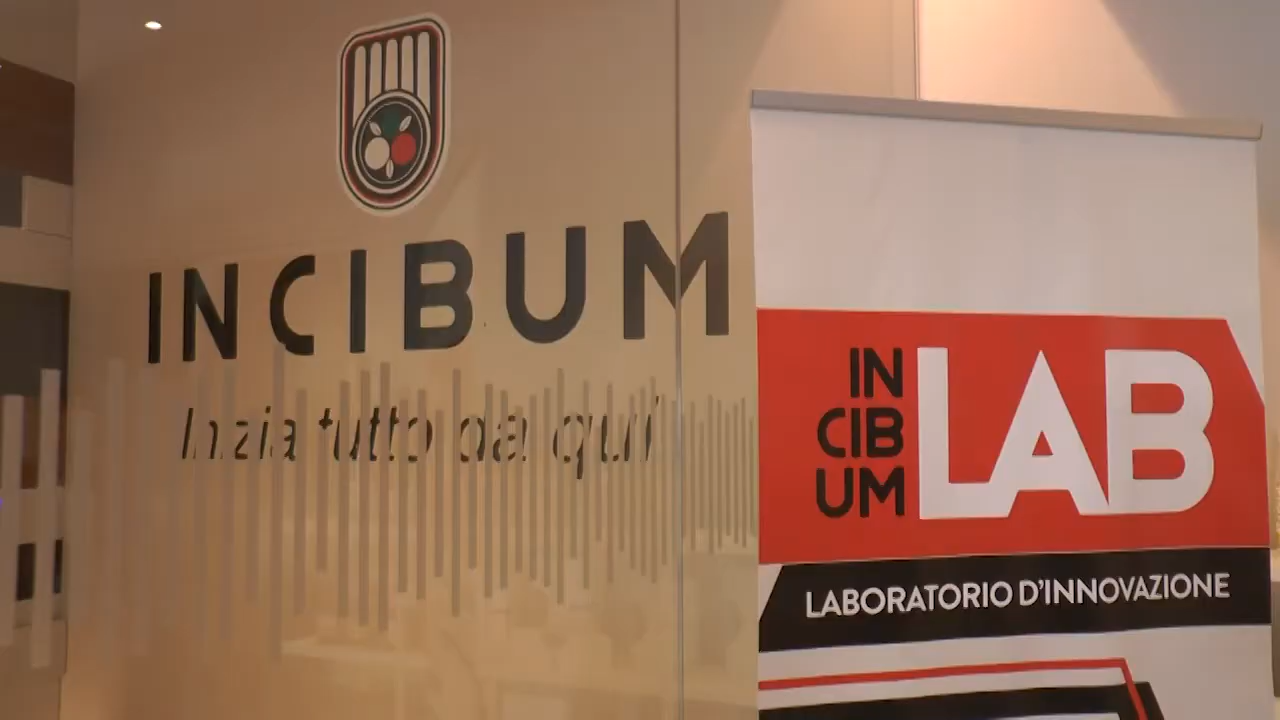 INCIBUM
Inizia tutto da qui
IN
CIB
UM
LAB
LABORATORIO D'INNOVAZIONE